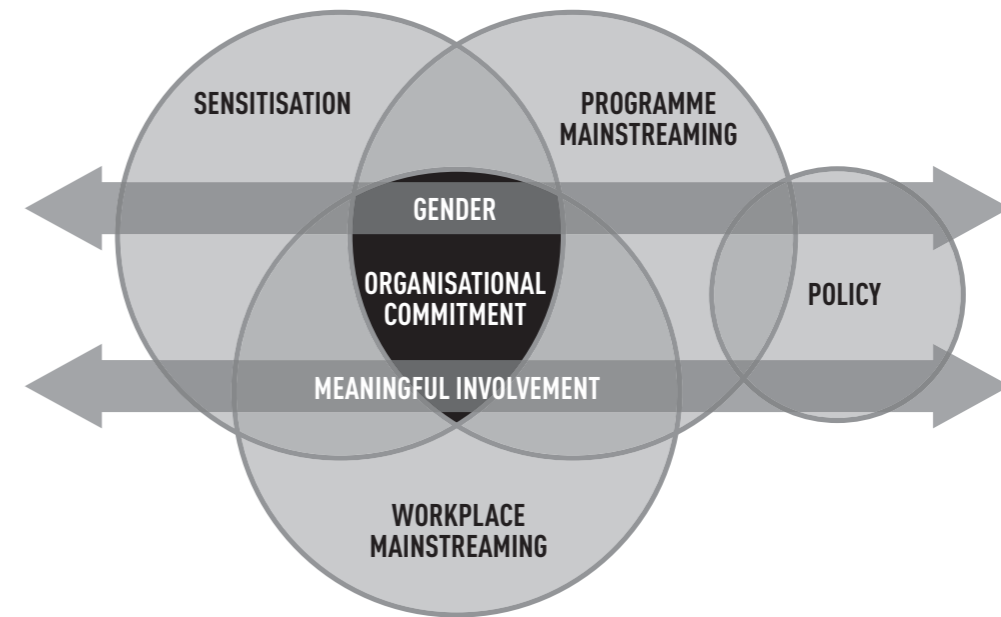 SENSITISATION
PROGRAMME
MAINSTREAMING
GENDER
ORGANISATIONAL
COMMITMENT
POLICY
MEANINGFUL INVOLVEMENT
WORKPLACE
MAINSTREAMING